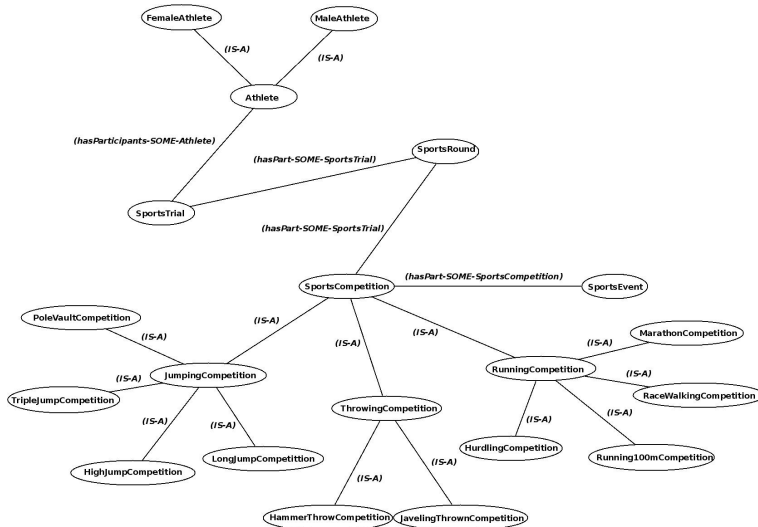 FemaleAthlete
MaleAthlete
(IS-A)
(IS-A)
Athlete
(hasParticipants-SOME-Athlete)
SportsRound
(hasPart-SOME-SportsTrial)
SportsTrial
(hasPart-SOME-SportsTrial)
(hasPart-SOME-SportsCompetition)
SportsCompetition
SportsEvent
PoleVaultCompetition
(IS-A)
(IS-A)
(IS-A)
MarathonCompetition
(IS-A)
(IS-A)
(IS-A)
JumpingCompetition
RunningCompetition
(IS-A)
(IS-A)
TripleJumpCompetition
RaceWalkingCompetition
ThrowingCompetition
(IS-A)
(IS-A)
(IS-A)
(IS-A)
HurdlingCompetition
LongJumpCompetittion
Running100mCompetition
HighJumpCompetition
(IS-A)
(IS-A)
HammerThrowCompetition
JavelingThrownCompetition